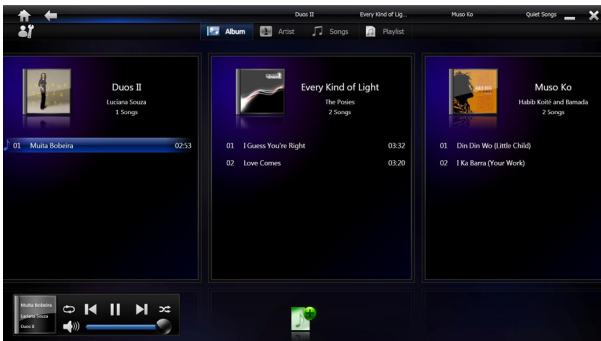 Duos II Every Kind of Lig... Muso Ko Quiet Songs
Album Artist Songs Playlist
Duos II
Luciana Souza
1 Songs
01 Muita Bobeira 02:53
Every Kind of Light
The Posies
2 Songs
01 I Guess You're Right 03:32
02 Love Comes 03:20
Muso Ko
Habib Koité and Bamada
2 Songs
01 Din Din Wo (Little Child)
02 I Ka Barra (Your Work)
Muita Bobeira
Luciana Souza
Duos II